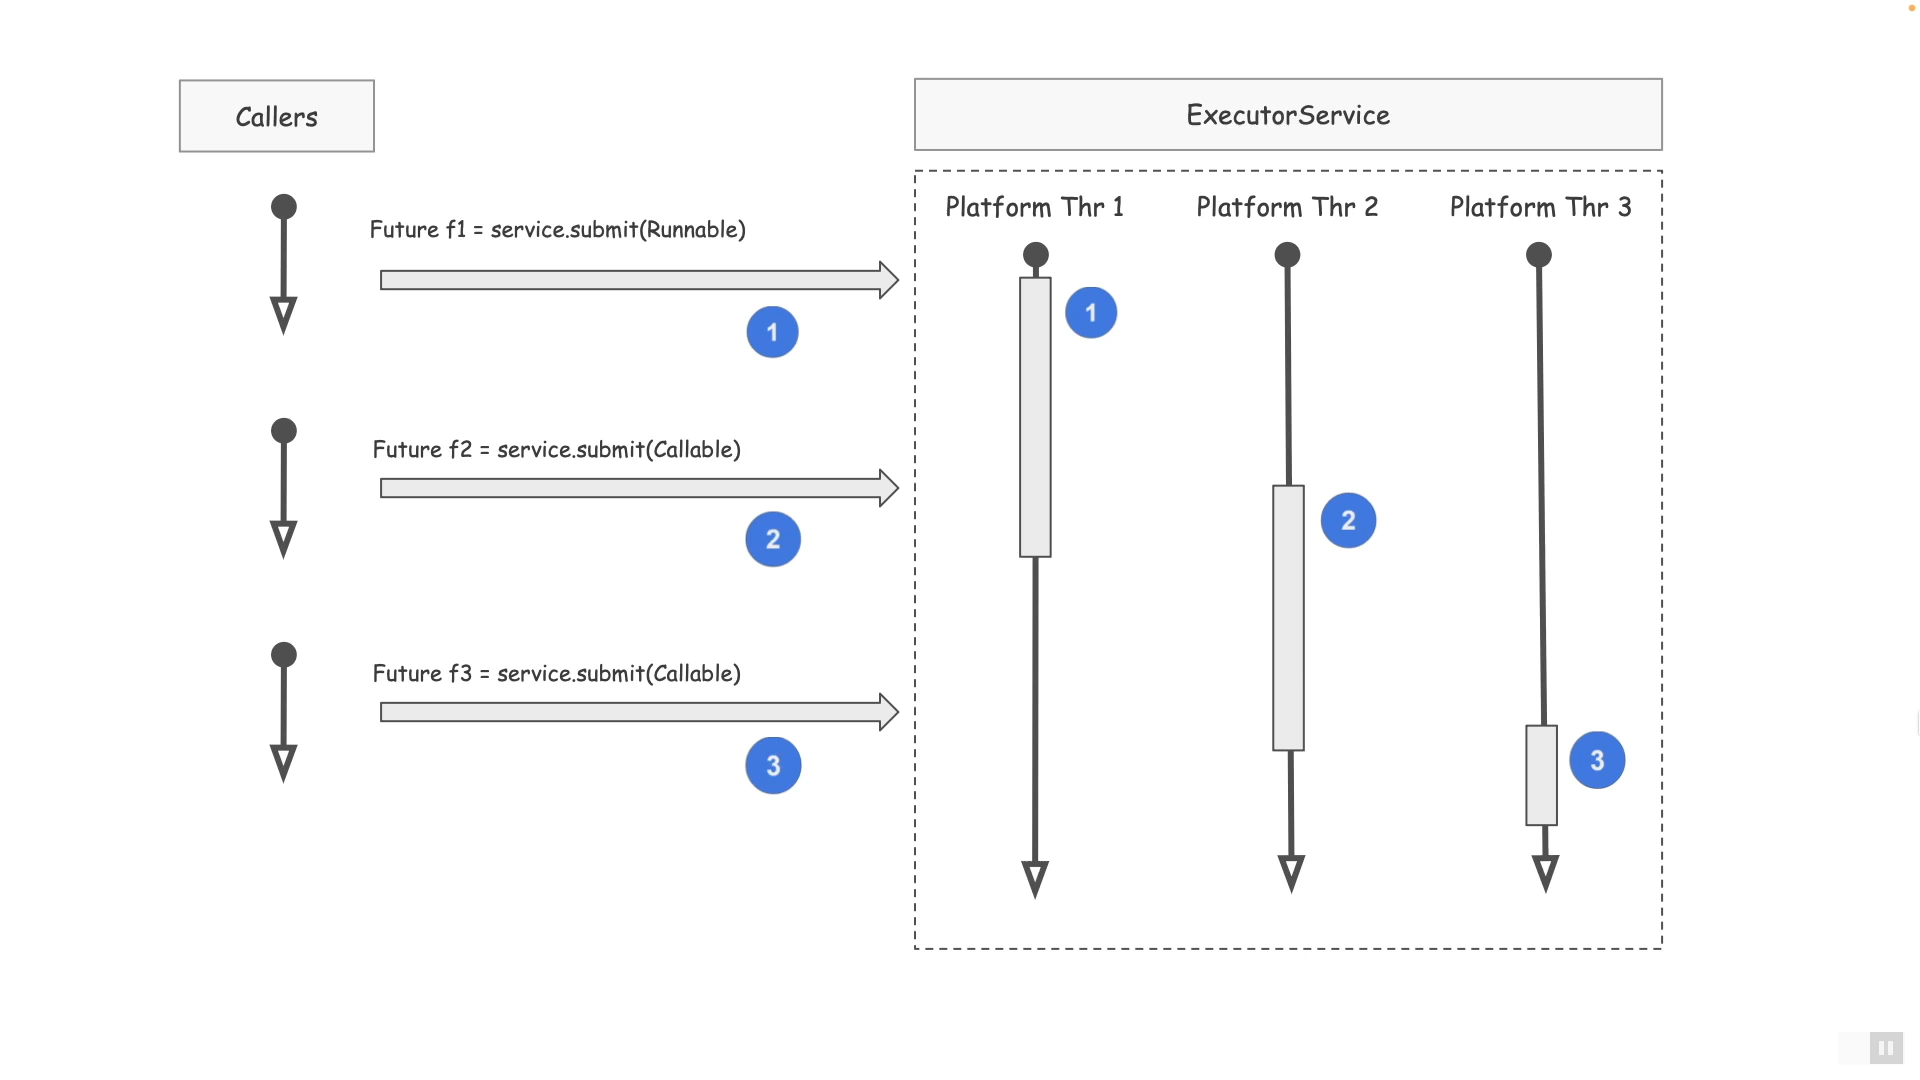 Callers
ExecutorService
Platform Thr 1
Platform Thr 2
Platform Thr 3
Future f1 = service.submit(Runnable)
1
1
Future f2 = service.submit(Callable)
2
2
Future f3 = service.submit(Callable)
3
3